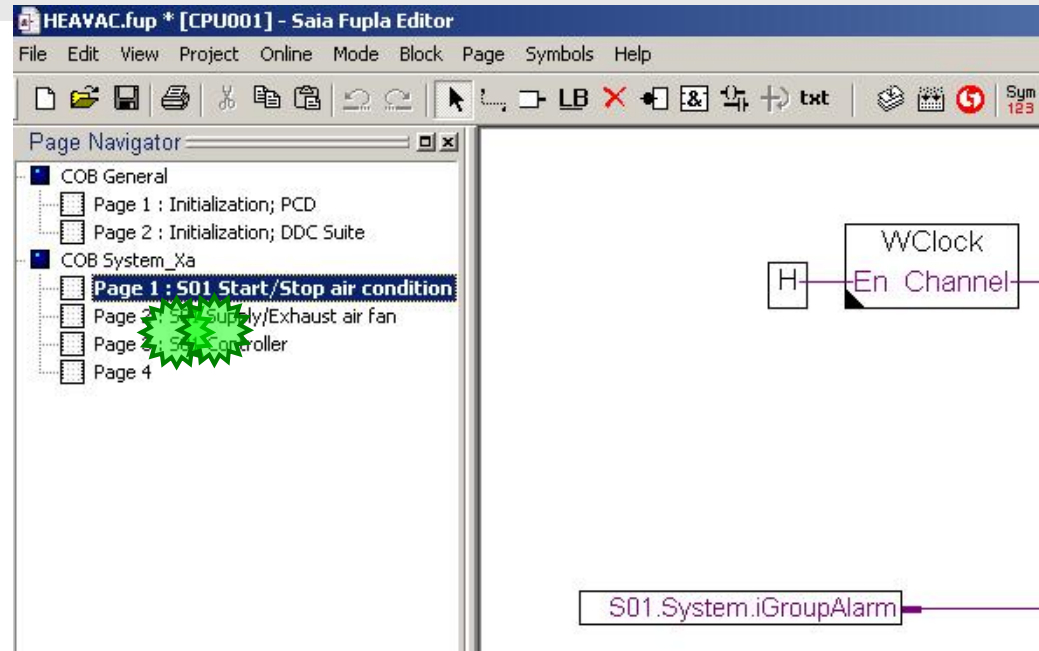 HEAVAC.fup * [CPU001] - Saia Fupla Editor
File Edit View Project Online Mode Block Page Symbols Help
LB & txt Sym 123
Page Navigator
COB General
Page 1 : Initialization; PCD
Page 2 : Initialization; DDC Suite
COB System_Xa
Page 1 : S01 Start/Stop air condition
Page Supply/Exhaust air fan
Page Controller
Page 4
WClock
H En Channel
S01.System.iGroupAlarm